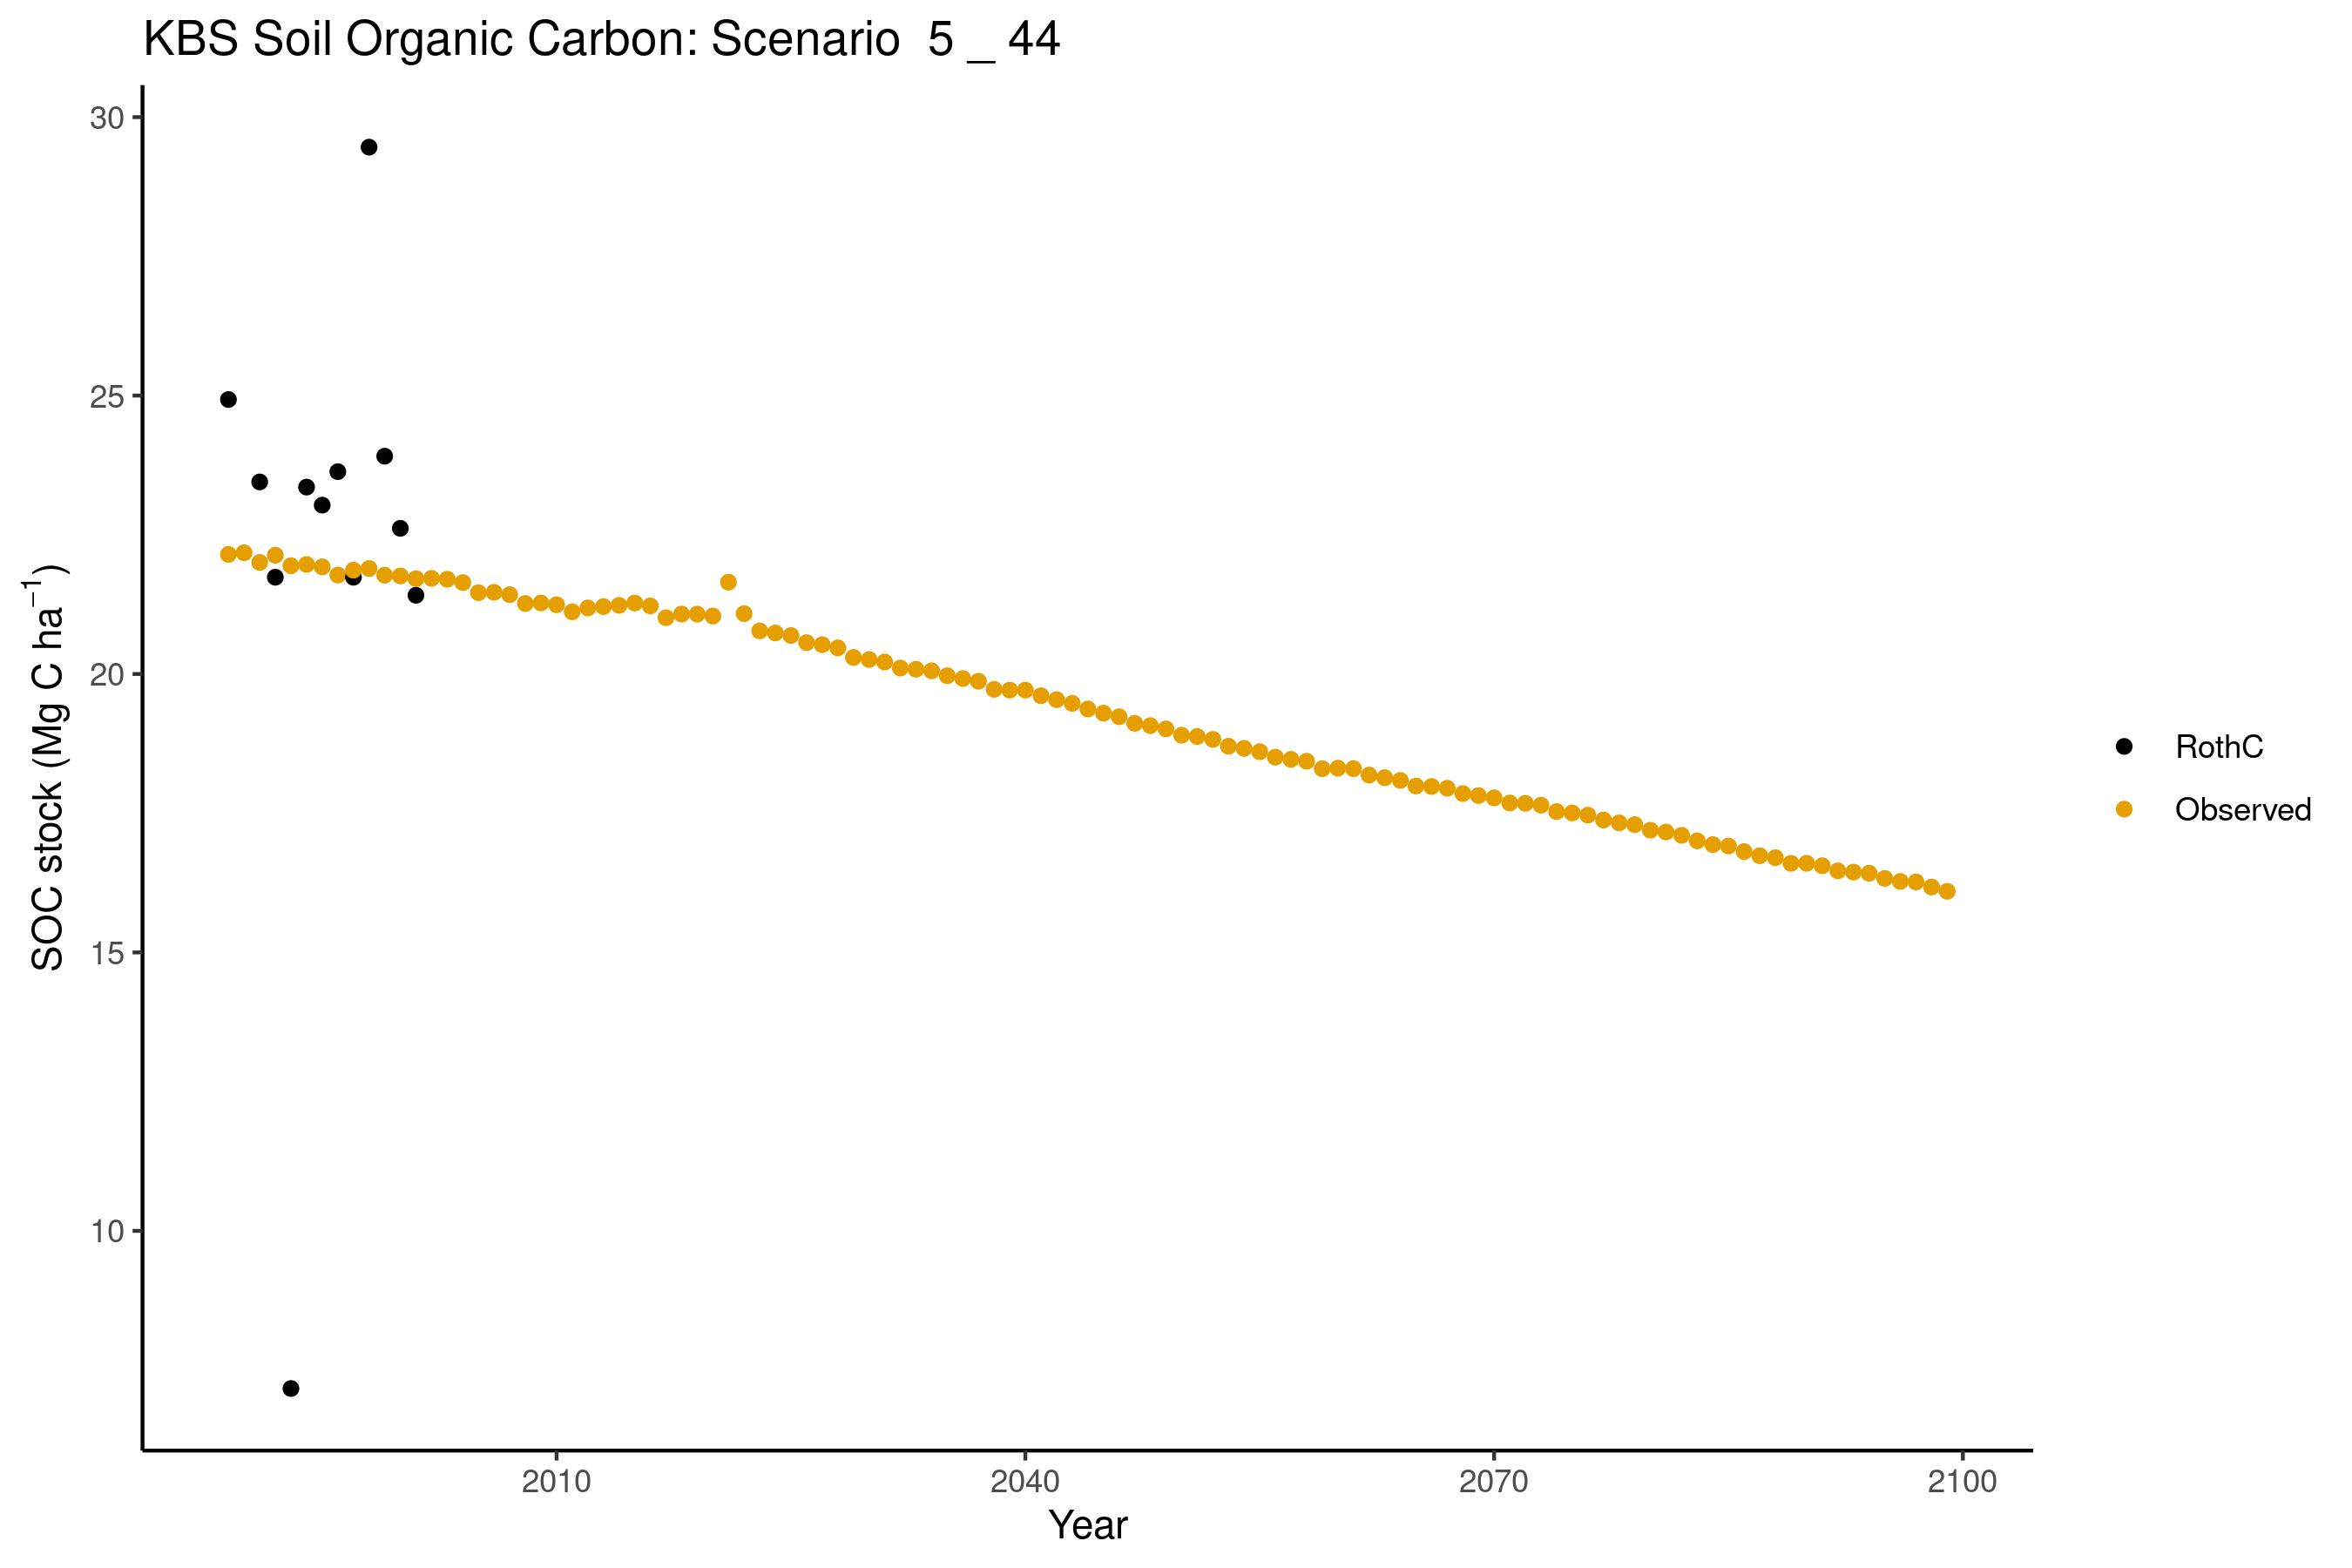 KBS Soil Organic Carbon: Scenario  5 _ 44
30
25
20
15
10
SOC stock (Mg C ha⁻¹)
2010 2040 2070 2100
Year
RothC
Observed